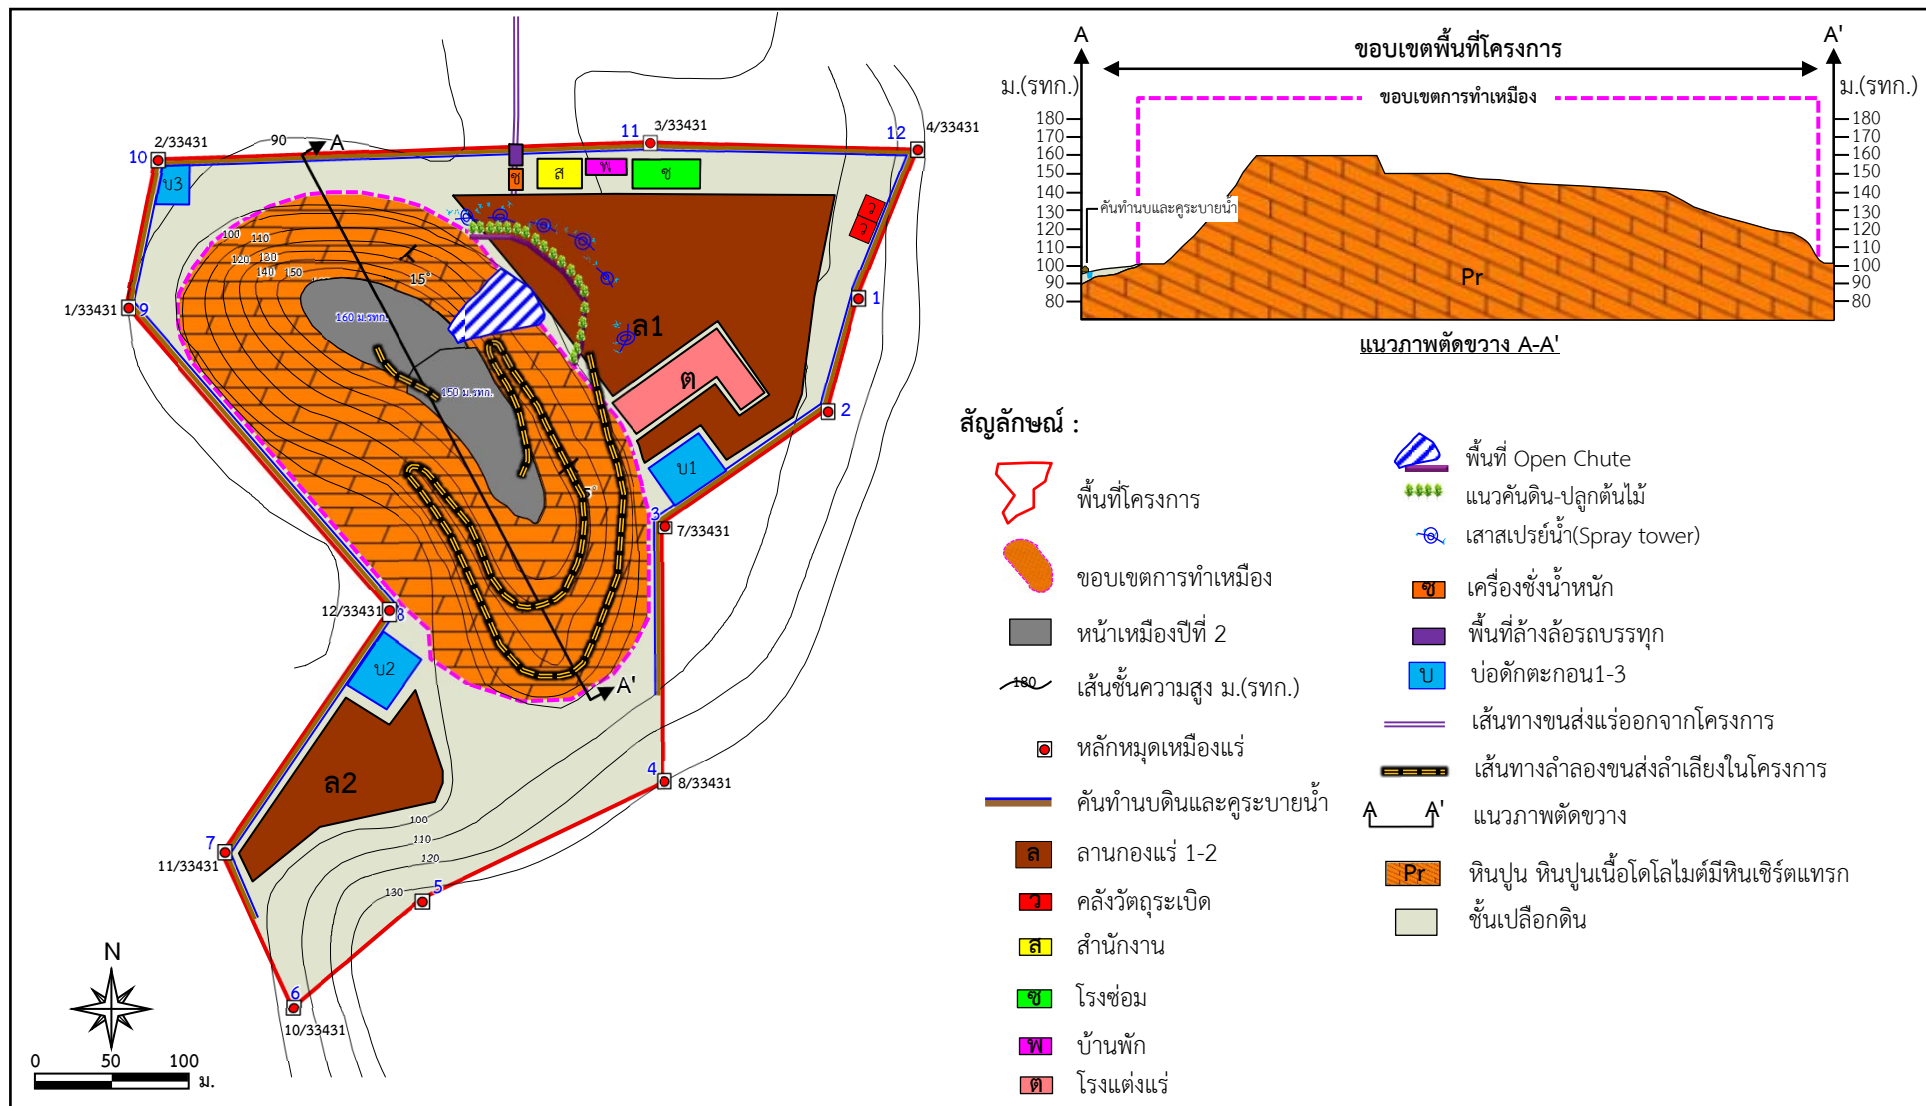 2/33431
10
90
A
11
3/33431
12
4/33431
บ3
ช
ส
พ
ซ
ว
ว
100
110
120
130
140
150
15°
160 ม.รทก.
150 ม.รทก.
1/33431
9
1
ล1
ต
2
บ1
3
7/33431
12/33431
8
บ2
A'
ล2
4
8/33431
100
110
120
130
7
11/33431
5
6
10/33431
N
0 50 100
ม.
A
A'
ขอบเขตพื้นที่โครงการ
ม.(รทก.)
ม.(รทก.)
ขอบเขตการทำเหมือง
180
170
160
150
140
130
120
110
100
90
80
180
170
160
150
140
130
120
110
100
90
80
คันทำนบและคูระบายน้ำ
Pr
แนวภาพตัดขวาง A-A'
สัญลักษณ์ :
พื้นที่โครงการ
ขอบเขตการทำเหมือง
หน้าเหมืองปีที่ 2
180
เส้นชั้นความสูง ม.(รทก.)
หลักหมุดเหมืองแร่
คันทำนบดินและคูระบายน้ำ
ล ลานกองแร่ 1-2
ว คลังวัตถุระเบิด
ส สำนักงาน
ซ โรงซ่อม
พ บ้านพัก
ต โรงแต่งแร่
พื้นที่ Open Chute
แนวคันดิน-ปลูกต้นไม้
เสาสเปรย์น้ำ(Spray tower)
ช เครื่องชั่งน้ำหนัก
พื้นที่ล้างล้อรถบรรทุก
บ บ่อดักตะกอน1-3
เส้นทางขนส่งแร่ออกจากโครงการ
เส้นทางลำลองขนส่งลำเลียงในโครงการ
A A' แนวภาพตัดขวาง
Pr หินปูน หินปูนเนื้อโดโลไมต์มีหินเชิร์ตแทรก
ชั้นเปลือกดิน